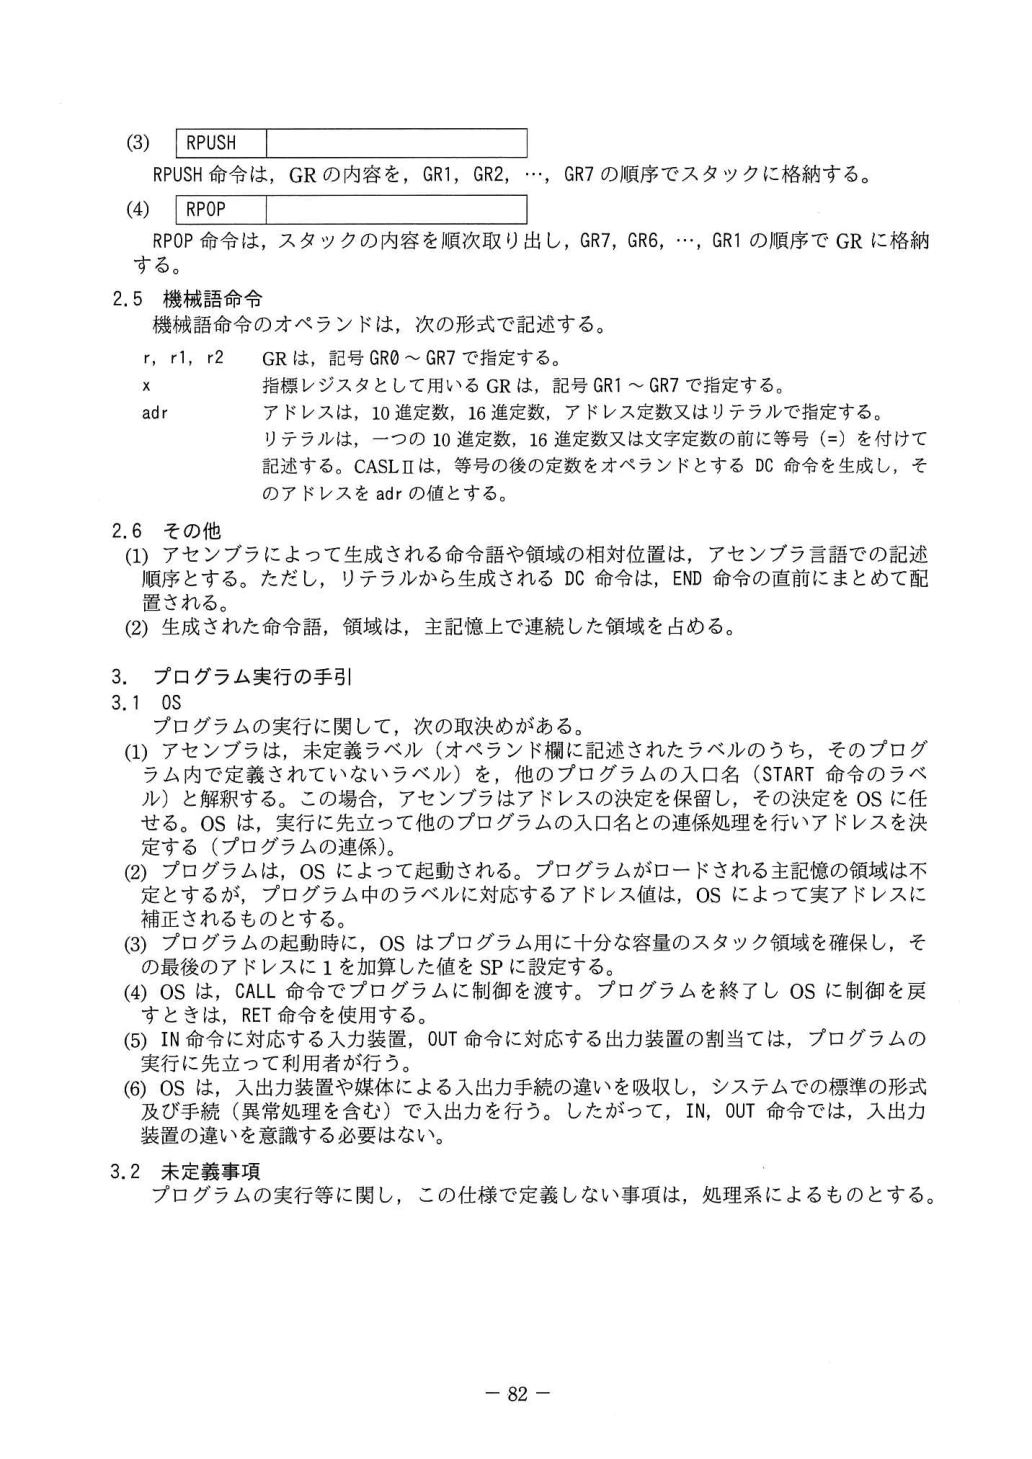 (3) RPUSH
RPUSH 命令は，GR の内容を，GR1，GR2，…，GR7 の順序でスタックに格納する。
(4) RPOP
RPOP 命令は，スタックの内容を順次取り出し，GR7，GR6，…，GR1 の順序で GR に格納
する。
2.5 機械語命令
機械語命令のオペランドは，次の形式で記述する。
r，r1，r2 GR は，記号 GR0 ～ GR7 で指定する。
x 指標レジスタとして用いる GR は，記号 GR1 ～ GR7 で指定する。
adr アドレスは，10 進定数，16 進定数，アドレス定数又はリテラルで指定する。
リテラルは，一つの 10 進定数，16 進定数又は文字定数の前に等号（=）を付けて
記述する。CASLⅡは，等号の後の定数をオペランドとする DC 命令を生成し，そ
のアドレスを adr の値とする。
2.6 その他
(1) アセンブラによって生成される命令語や領域の相対位置は，アセンブラ言語での記述
順序とする。ただし，リテラルから生成される DC 命令は，END 命令の直前にまとめて配
置される。
(2) 生成された命令語，領域は，主記憶上で連続した領域を占める。
3. プログラム実行の手引
3.1 OS
プログラムの実行に関して，次の取決めがある。
(1) アセンブラは，未定義ラベル（オペランド欄に記述されたラベルのうち，そのプログ
ラム内で定義されていないラベル）を，他のプログラムの入口名（START 命令のラベ
ル）と解釈する。この場合，アセンブラはアドレスの決定を保留し，その決定を OS に任
せる。OS は，実行に先立って他のプログラムの入口名との連係処理を行いアドレスを決
定する（プログラムの連係）。
(2) プログラムは，OS によって起動される。プログラムがロードされる主記憶の領域は不
定とするが，プログラム中のラベルに対応するアドレス値は，OS によって実アドレスに
補正されるものとする。
(3) プログラムの起動時に，OS はプログラム用に十分な容量のスタック領域を確保し，そ
の最後のアドレスに 1 を加算した値を SP に設定する。
(4) OS は，CALL 命令でプログラムに制御を渡す。プログラムを終了し OS に制御を戻
すときは，RET 命令を使用する。
(5) IN 命令に対応する入力装置，OUT 命令に対応する出力装置の割当ては，プログラムの
実行に先立って利用者が行う。
(6) OS は，入出力装置や媒体による入出力手続の違いを吸収し，システムでの標準の形式
及び手続（異常処理を含む）で入出力を行う。したがって，IN，OUT 命令では，入出力
装置の違いを意識する必要はない。
3.2 未定義事項
プログラムの実行等に関し，この仕様で定義しない事項は，処理系によるものとする。
－ 82 －